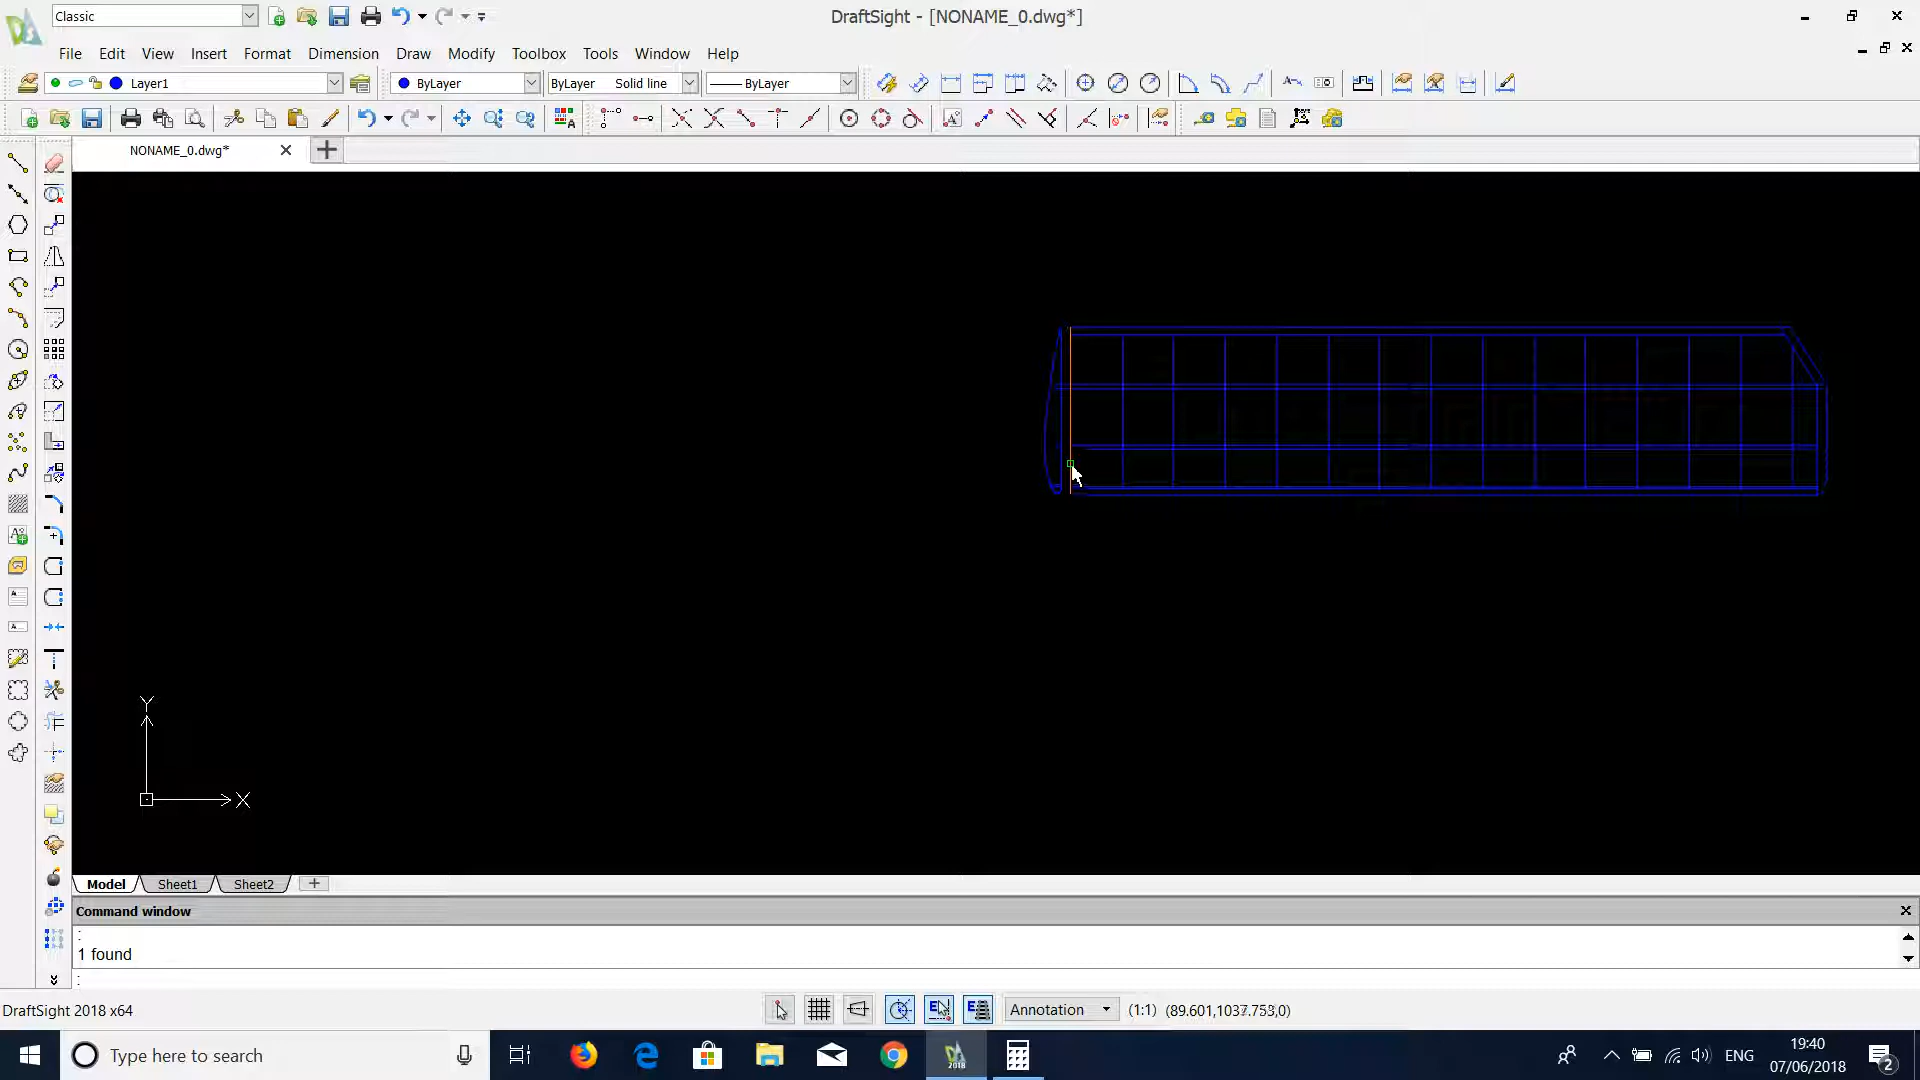 Classic
DraftSight - [NONAME_0.dwg*]
File Edit View Insert Format Dimension Draw Modify Toolbox Tools Window Help
Layer1 ByLayer ByLayer Solid line ByLayer
NONAME_0.dwg*
Y
X
Model Sheet1 Sheet2
Command window
:
1 found
:
DraftSight 2018 x64 Annotation (1:1) (89.601,1037.753,0)
Type here to search 2018 ENG 19:40
07/06/2018 2